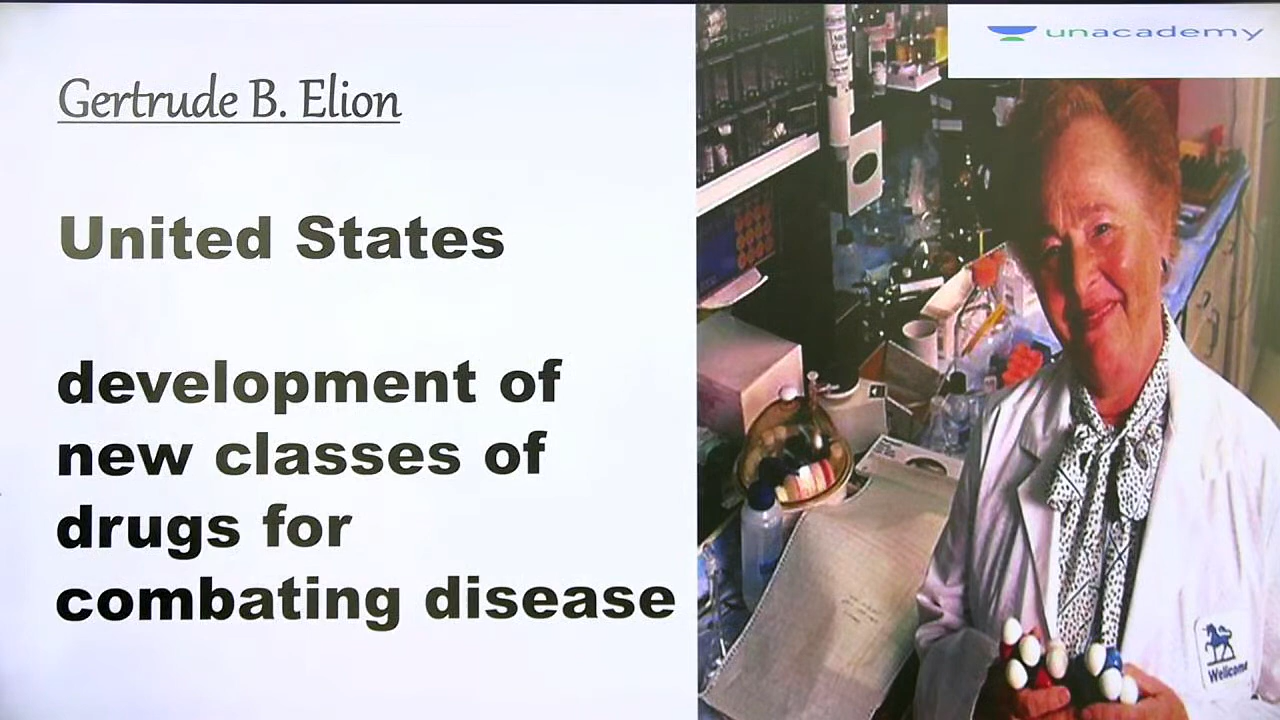 Gertrude B. Elion
United States
development of
new classes of
drugs for
combating disease
unacademy
Wellcome